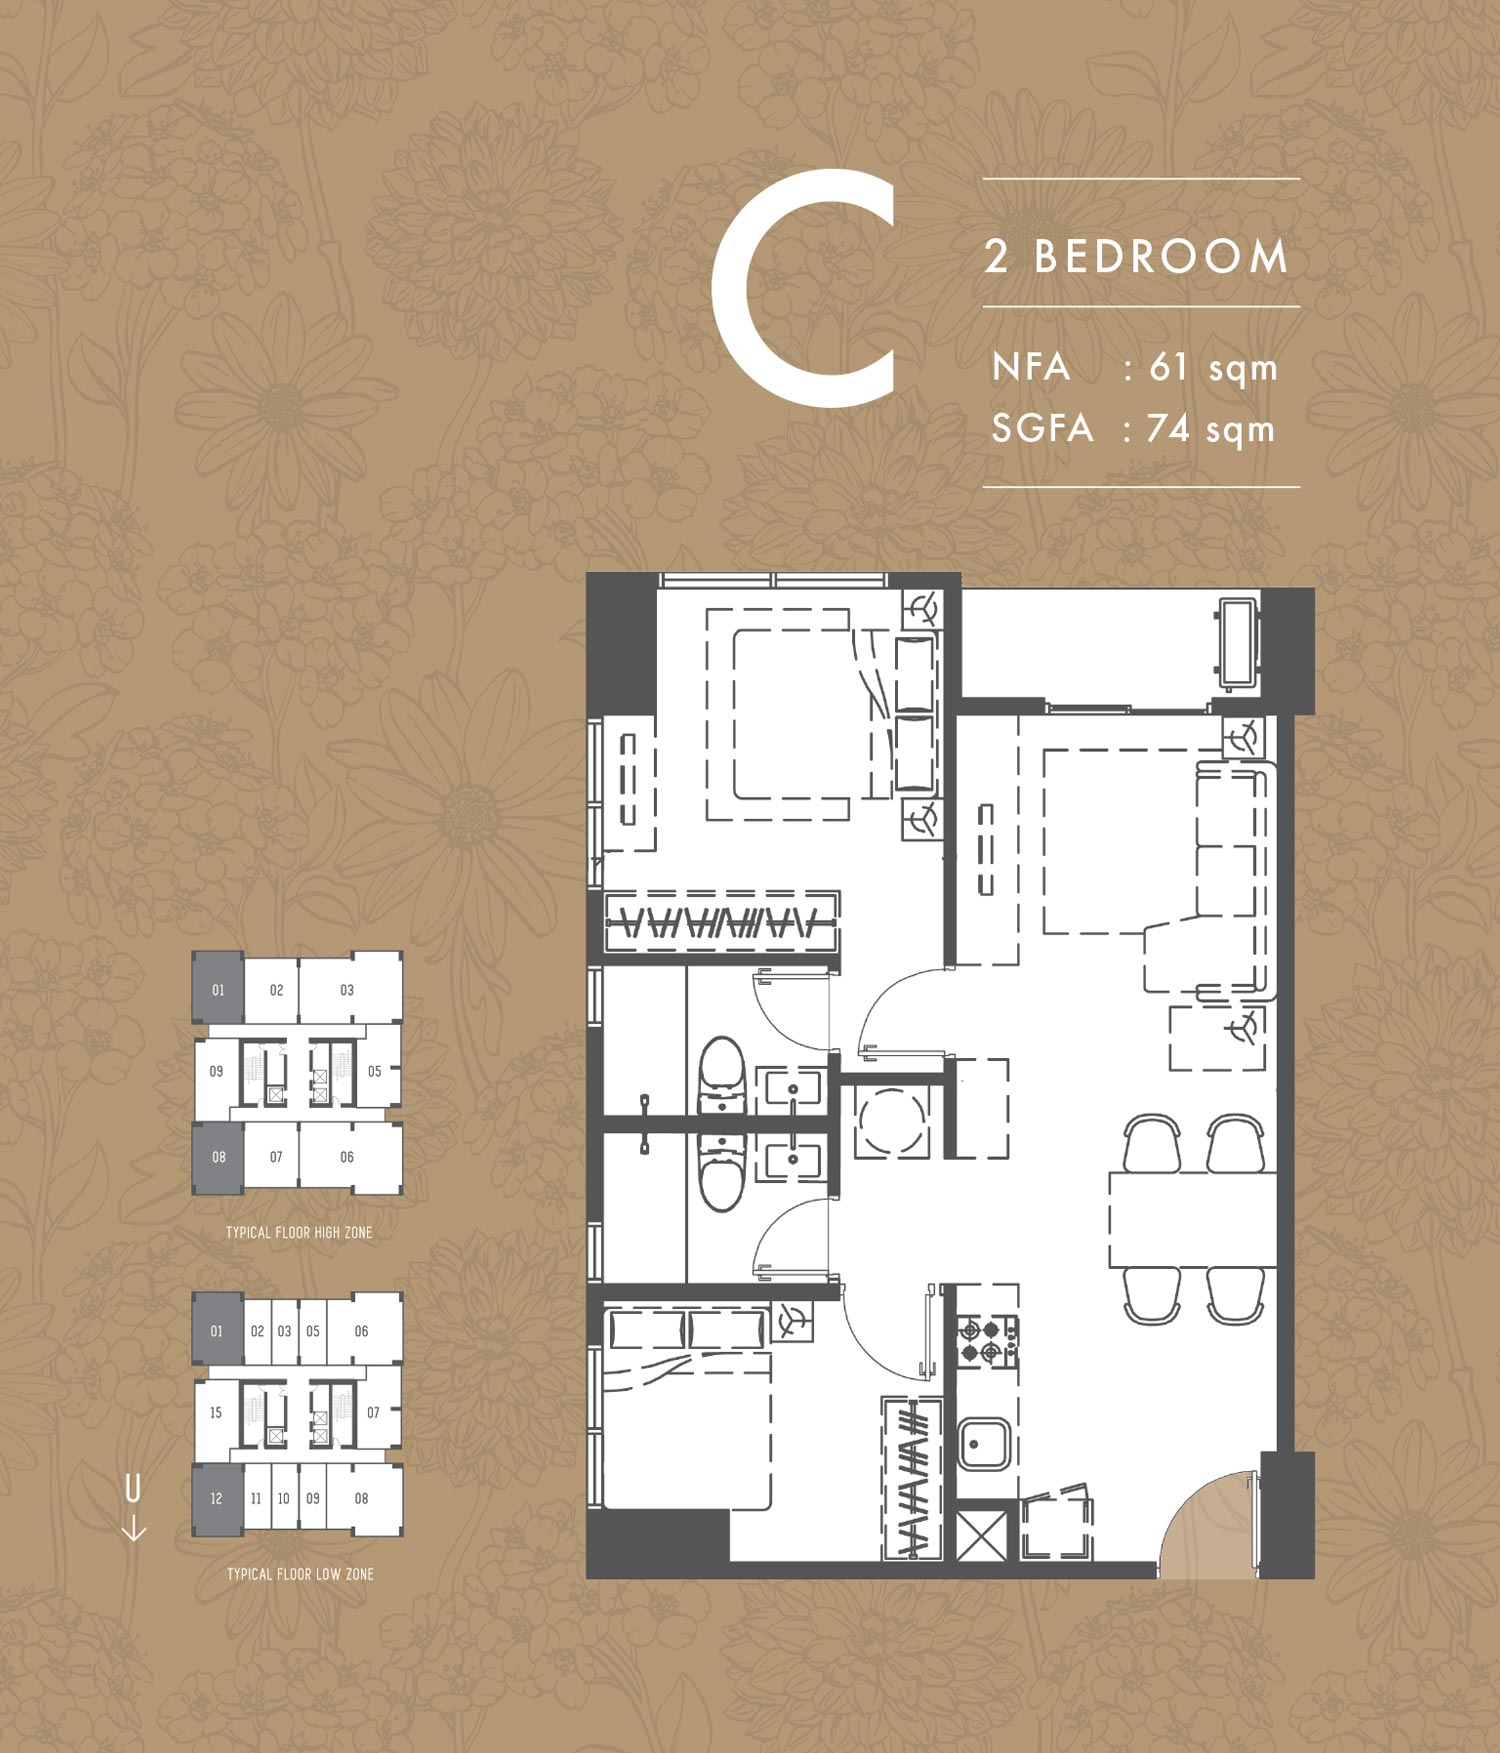 C
2 BEDROOM
NFA : 61 sqm
SGFA : 74 sqm
01 02 03
09 05
08 07 06
TYPICAL FLOOR HIGH ZONE
01 02 03 05 06
15 07
12 11 10 09 08
U
TYPICAL FLOOR LOW ZONE